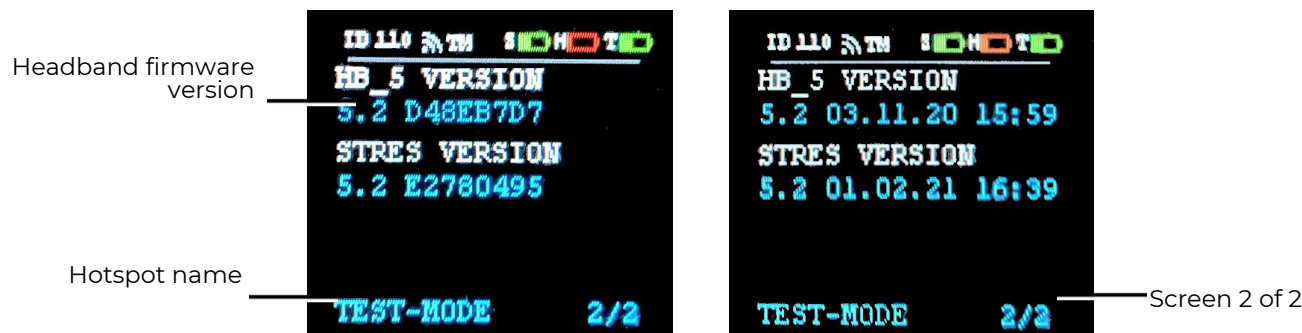 Headband firmware
version
Hotspot name
ID 110 TM S H T
HB_5 VERSION
5.2 D48EB7D7
STRES VERSION
5.2 E2780495
TEST-MODE 2/2
ID 110 TM S H T
HB_5 VERSION
5.2 03.11.20 15:59
STRES VERSION
5.2 01.02.21 16:39
TEST-MODE 2/2
Screen 2 of 2